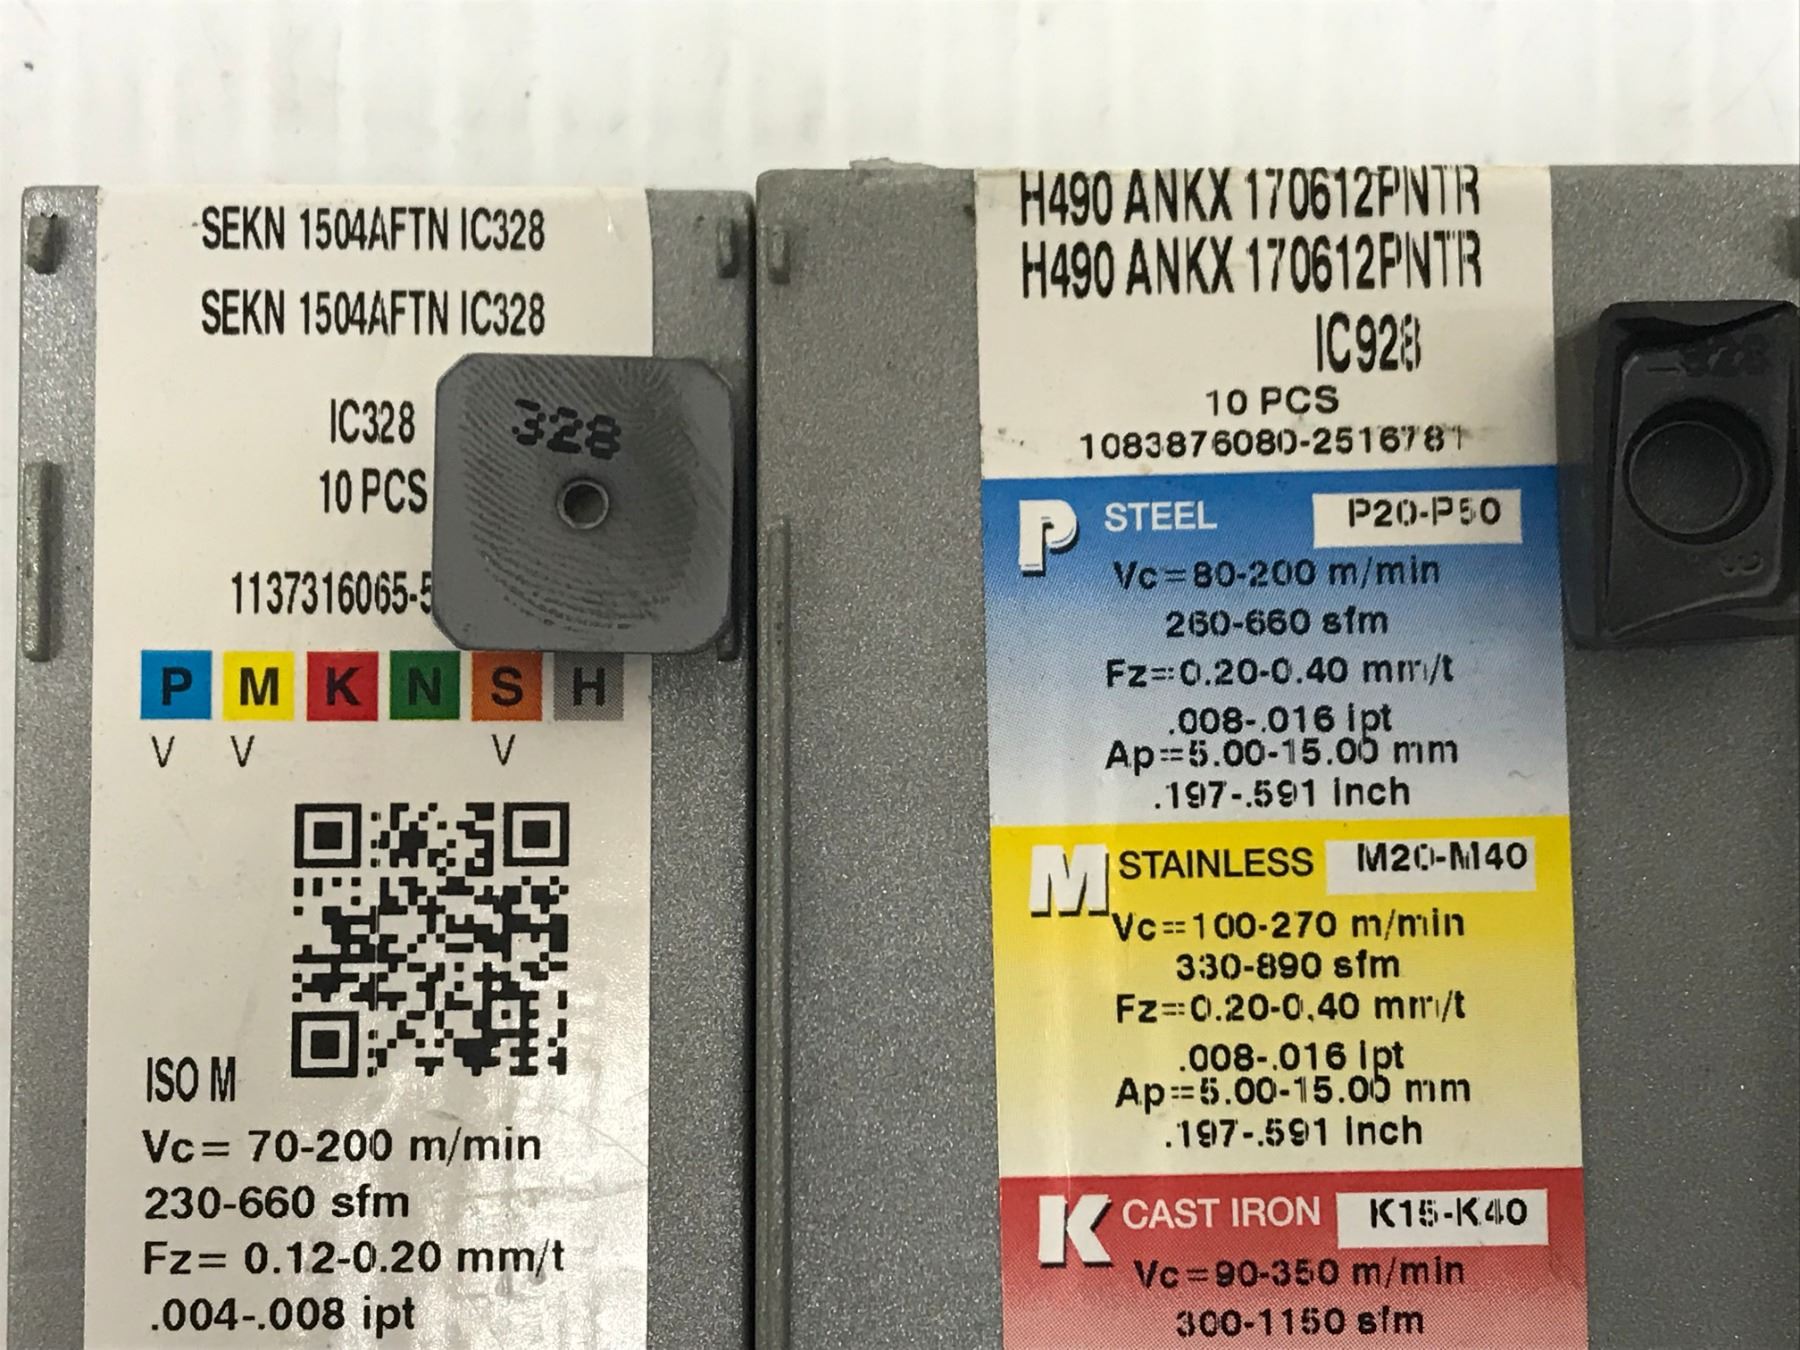 SEKN 1504AFTN IC328
SEKN 1504AFTN IC328
IC328
10 PCS
328
1137316065-5
P M K N S H
V V V
ISO M
Vc= 70-200 m/min
230-660 sfm
Fz= 0.12-0.20 mm/t
.004-.008 ipt
H490 ANKX 170612PNTR
H490 ANKX 170612PNTR
IC928
10 PCS
1083876080-2516781
P STEEL P20-P50
Vc=80-200 m/min
260-660 sfm
Fz=0.20-0.40 mm/t
.008-.016 ipt
Ap=5.00-15.00 mm
.197-.591 inch
M STAINLESS M20-M40
Vc=100-270 m/min
330-890 sfm
Fz=0.20-0.40 mm/t
.008-.016 ipt
Ap=5.00-15.00 mm
.197-.591 inch
K CAST IRON K15-K40
Vc=90-350 m/min
300-1150 sfm